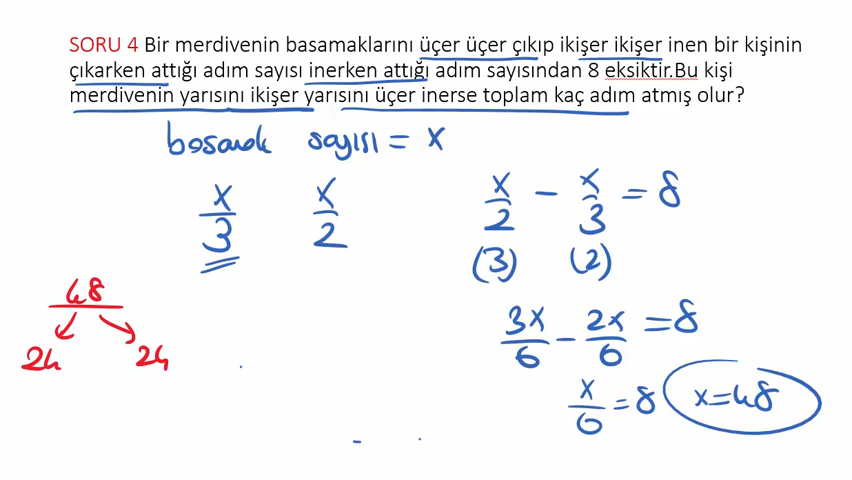 SORU 4 Bir merdivenin basamaklarını üçer üçer çıkıp ikişer ikişer inen bir kişinin
çıkarken attığı adım sayısı inerken attığı adım sayısından 8 eksiktir.Bu kişi
merdivenin yarısını ikişer yarısını üçer inerse toplam kaç adım atmış olur?
basamak sayısı = x
x/3 x/2 x/2 - x/3 = 8
(3) (2)
48
24 24
3x/6 - 2x/6 = 8
x/6 = 8 x=48